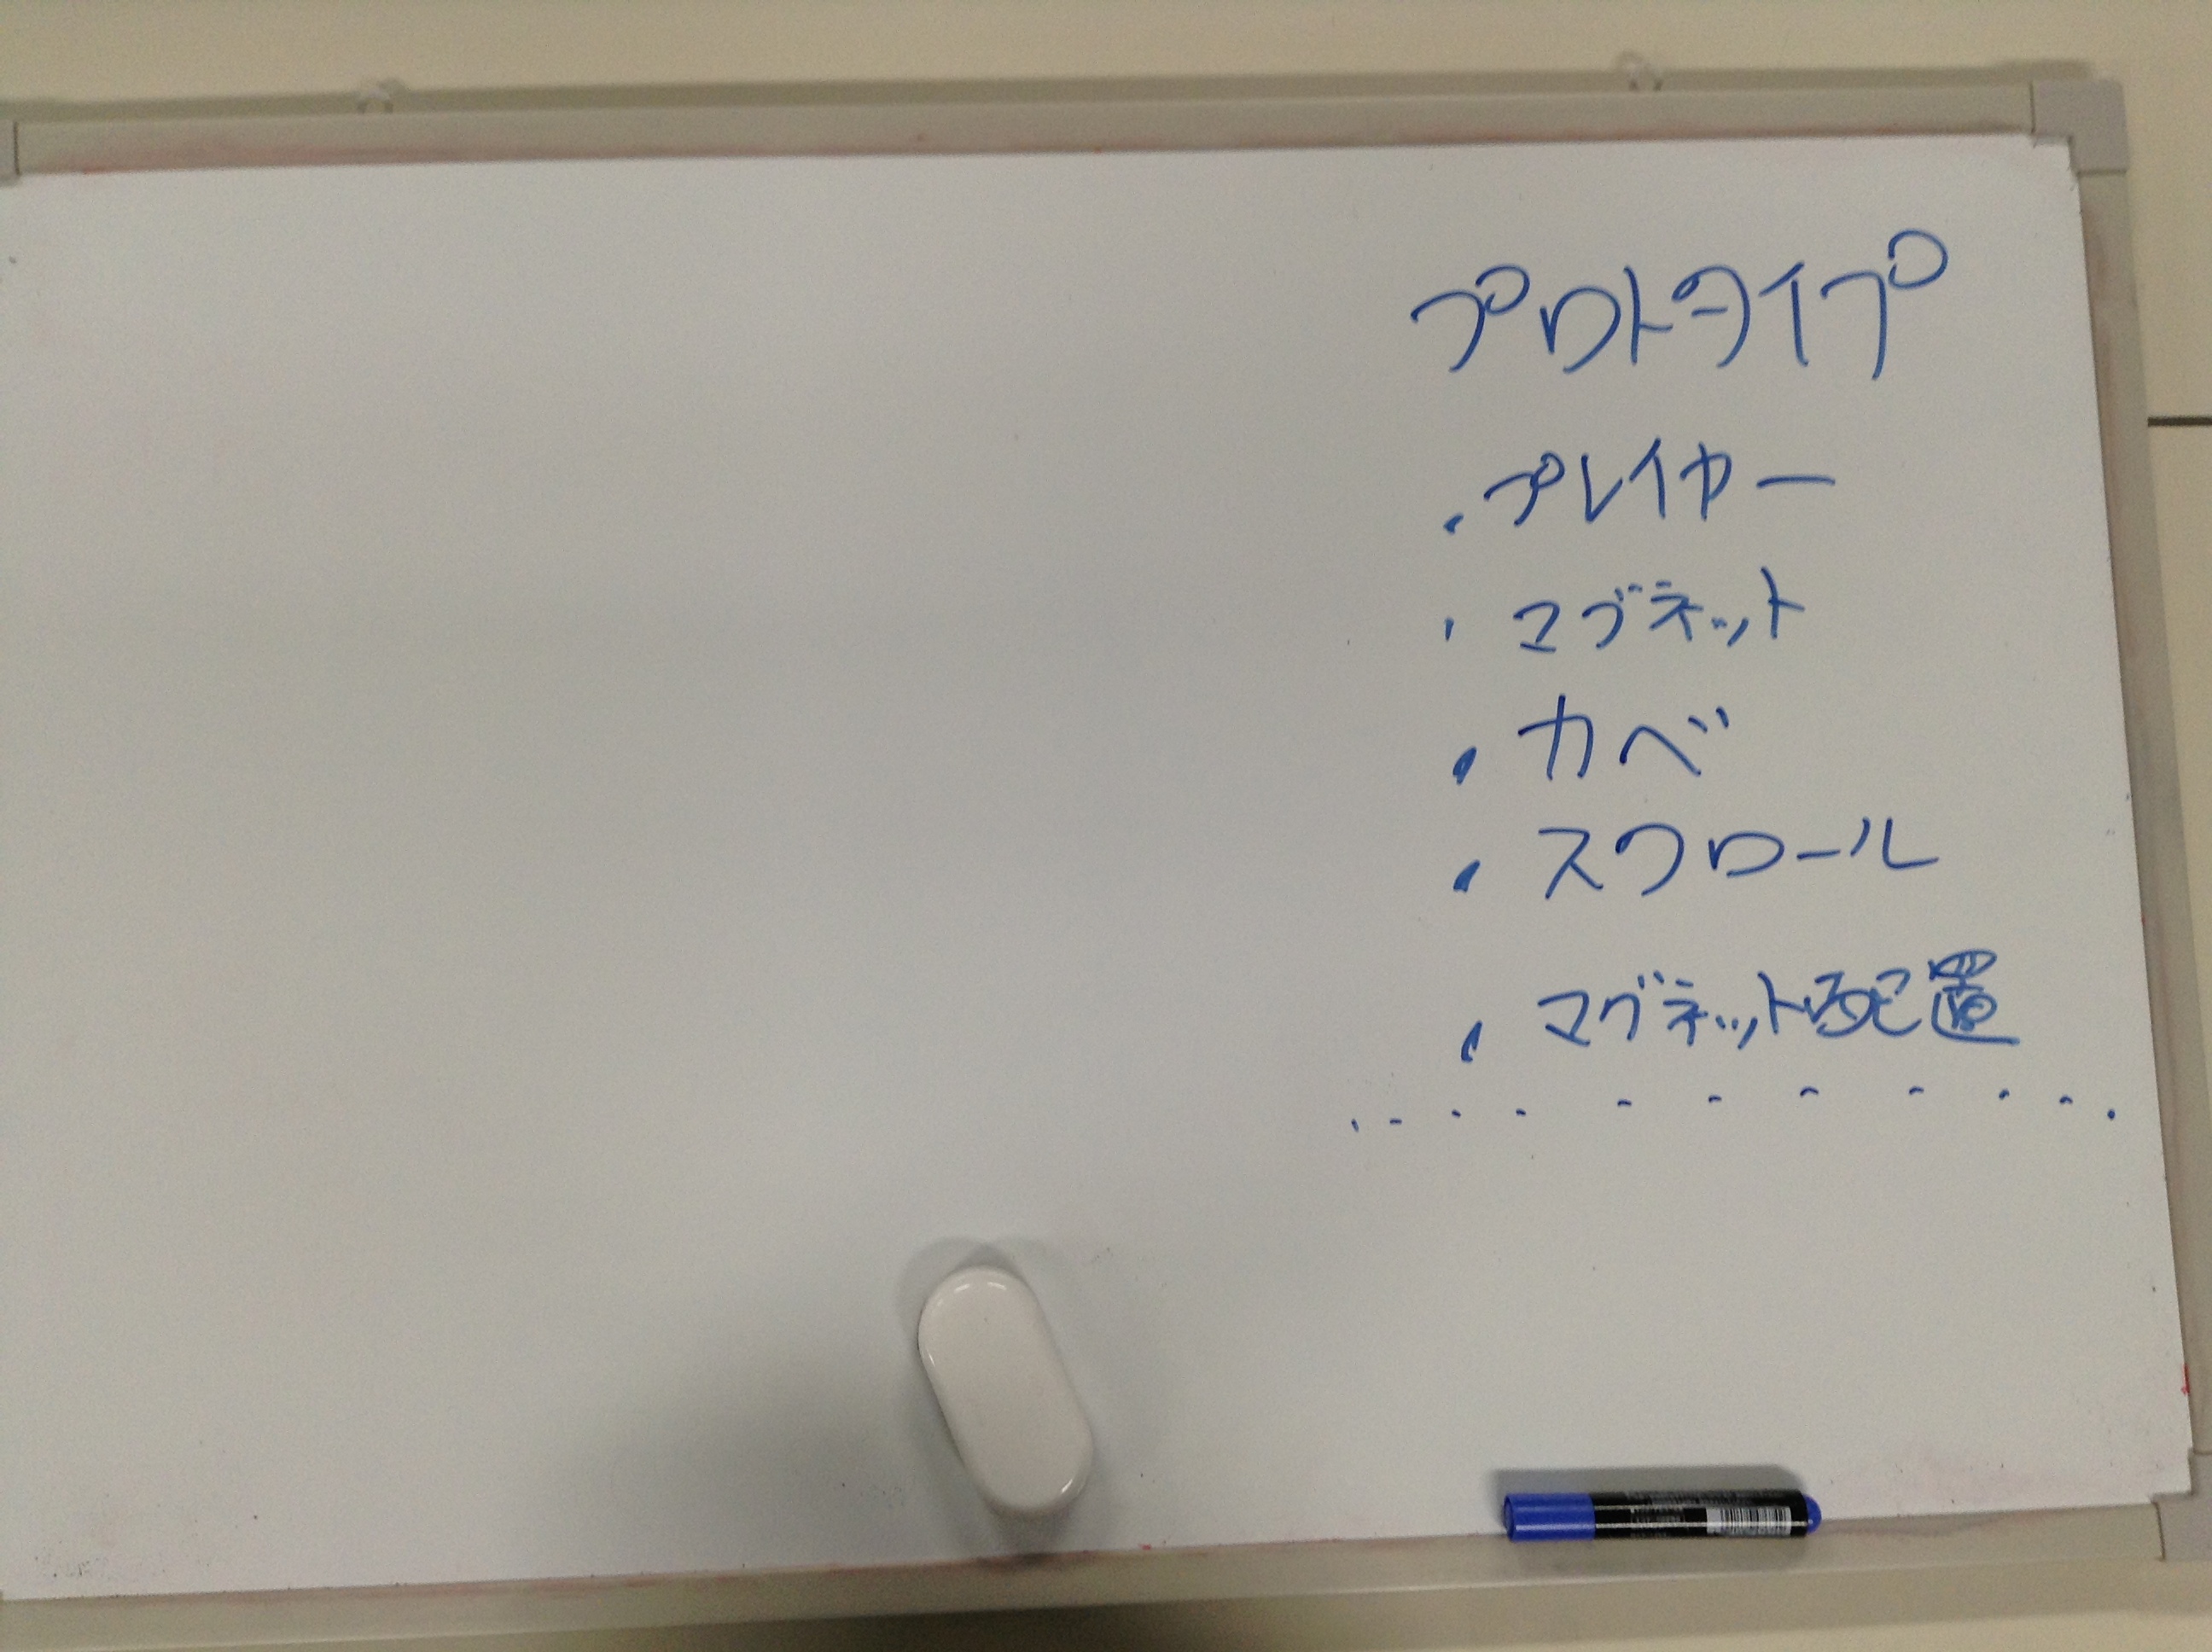 プロトタイプ
・プレイヤー
・マグネット
・カベ
・スクロール
・マグネット配置